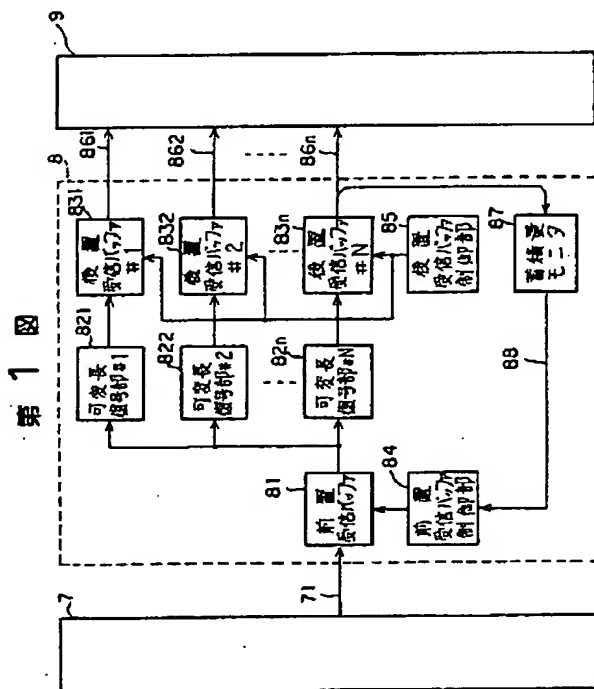 第1図
7
71
8
81
前置
受信バッファ
84
前置
受信バッファ
制御部
821
可変長
復号部#1
822
可変長
復号部#2
82n
可変長
復号部#N
831
後置
受信バッファ
#1
832
後置
受信バッファ
#2
83n
後置
受信バッファ
#N
85
後置
受信バッファ
制御部
87
蓄積量
モニタ
88
861
862
86n
9